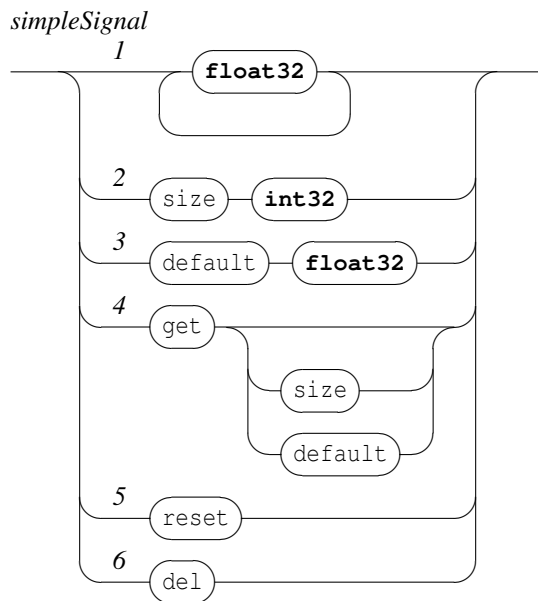 simpleSignal
1
float32
2
size int32
3
default float32
4
get
size
default
5
reset
6
del